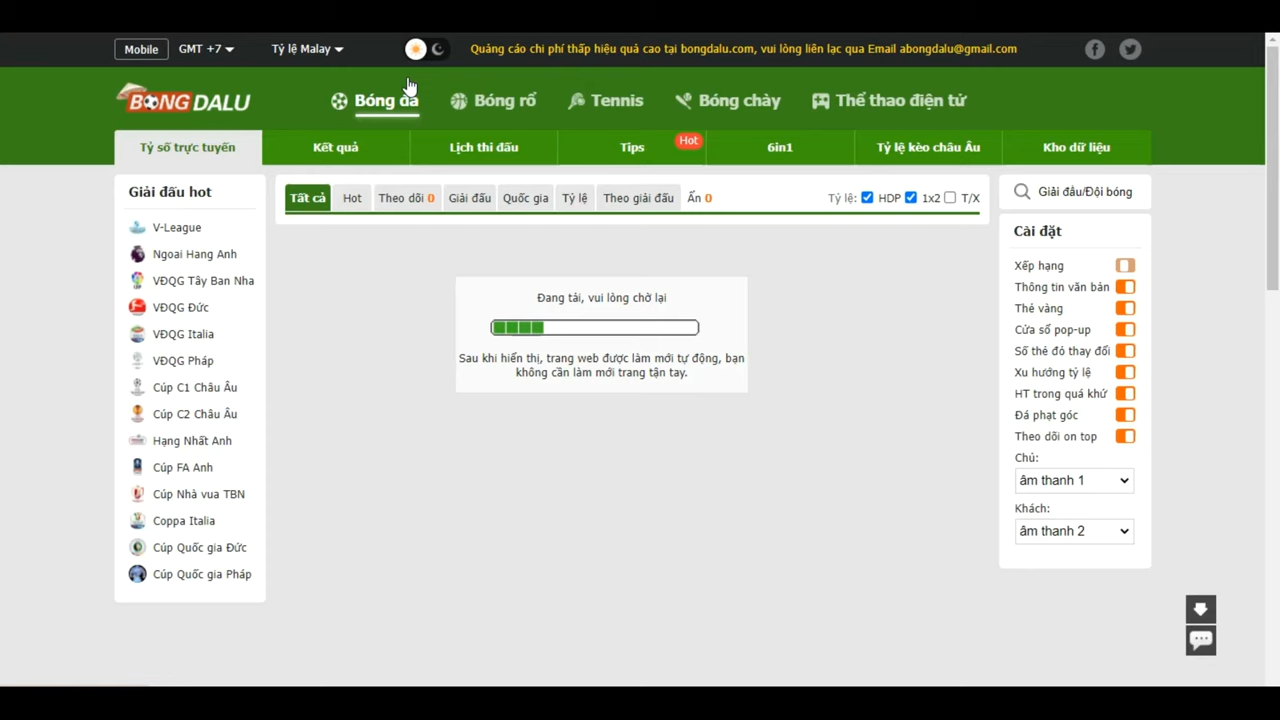 Mobile GMT +7 Tỷ lệ Malay Quảng cáo chi phí thấp hiệu quả cao tại bongdalu.com, vui lòng liên lạc qua Email abongdalu@gmail.com
BONG DALU Bóng đá Bóng rổ Tennis Bóng chày Thể thao điện tử
Tỷ số trực tuyến Kết quả Lịch thi đấu Tips Hot 6in1 Tỷ lệ kèo châu Âu Kho dữ liệu
Giải đấu hot
V-League
Ngoai Hang Anh
VĐQG Tây Ban Nha
VĐQG Đức
VĐQG Italia
VĐQG Pháp
Cúp C1 Châu Âu
Cúp C2 Châu Âu
Hạng Nhất Anh
Cúp FA Anh
Cúp Nhà vua TBN
Coppa Italia
Cúp Quốc gia Đức
Cúp Quốc gia Pháp
Tất cả Hot Theo dõi 0 Giải đấu Quốc gia Tỷ lệ Theo giải đấu Ẩn 0 Tỷ lệ: HDP 1x2 T/X
Đang tải, vui lòng chờ lại
Sau khi hiển thị, trang web được làm mới tự động, bạn
không cần làm mới trang tận tay.
Giải đấu/Đội bóng
Cài đặt
Xếp hạng
Thông tin văn bản
Thẻ vàng
Cửa sổ pop-up
Số thẻ đỏ thay đổi
Xu hướng tỷ lệ
HT trong quá khứ
Đá phạt góc
Theo dõi on top
Chủ:
âm thanh 1
Khách:
âm thanh 2